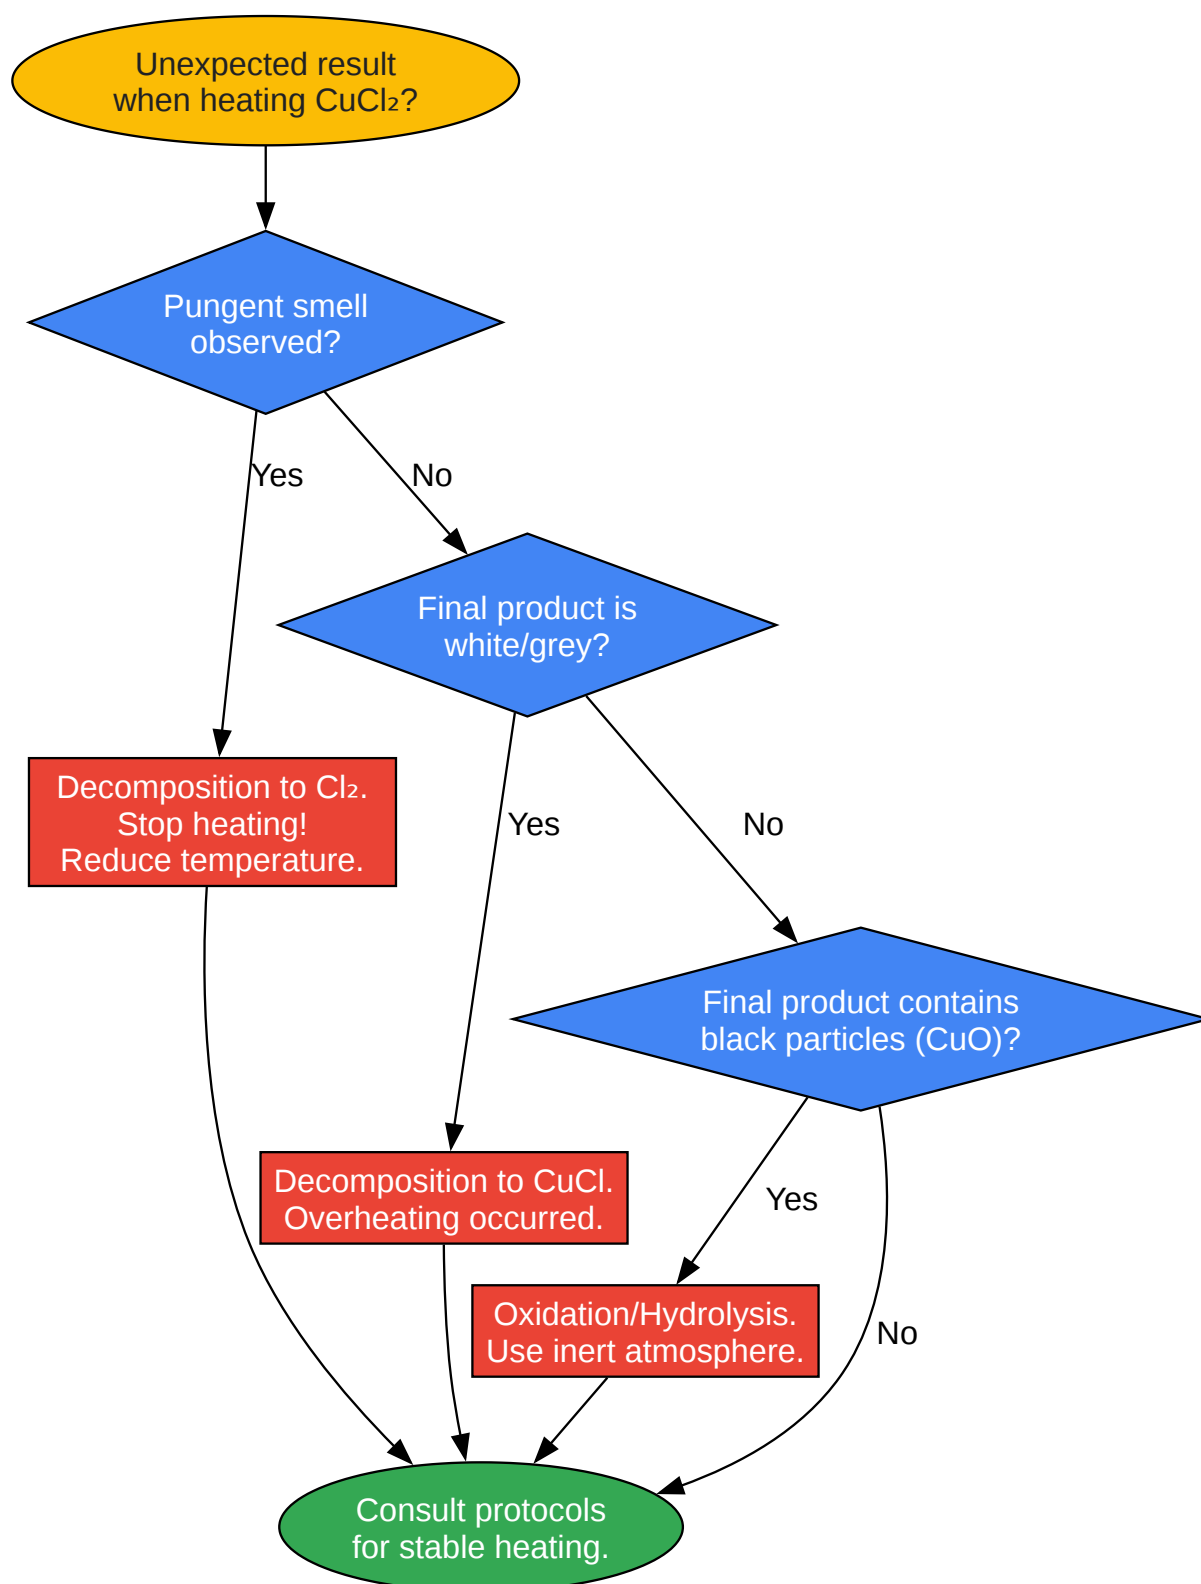 Unexpected result
when heating CuCl₂?
Pungent smell
observed?
Yes
No
Final product is
white/grey?
Decomposition to Cl₂.
Stop heating!
Reduce temperature.
Yes
No
Final product contains
black particles (CuO)?
Decomposition to CuCl.
Overheating occurred.
Yes
Oxidation/Hydrolysis.
Use inert atmosphere.
No
Consult protocols
for stable heating.